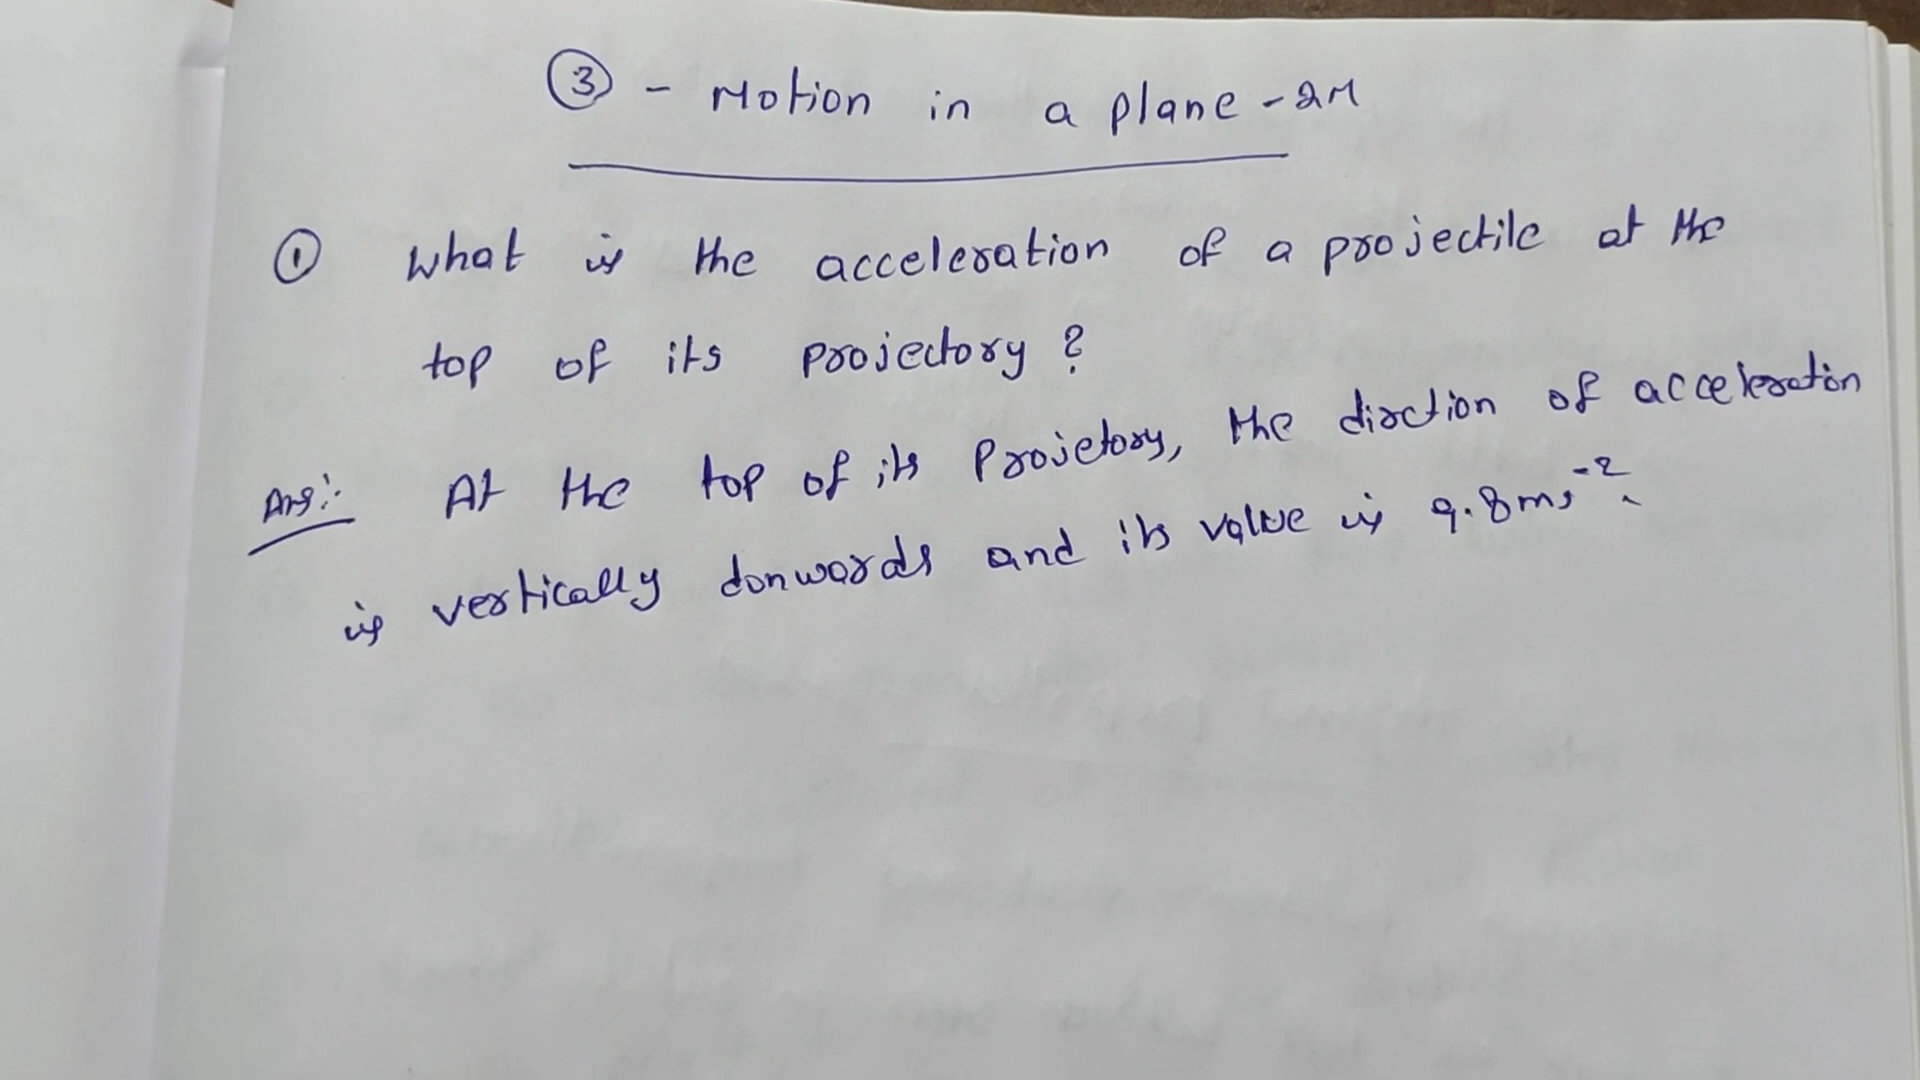 ③ - Motion in a plane - 2M
① What is the acceleration of a projectile at the
top of its projectory ?
Ans:- At the top of its Projetory, the dirction of acceleration
is vertically donwards and its value is 9.8ms⁻².